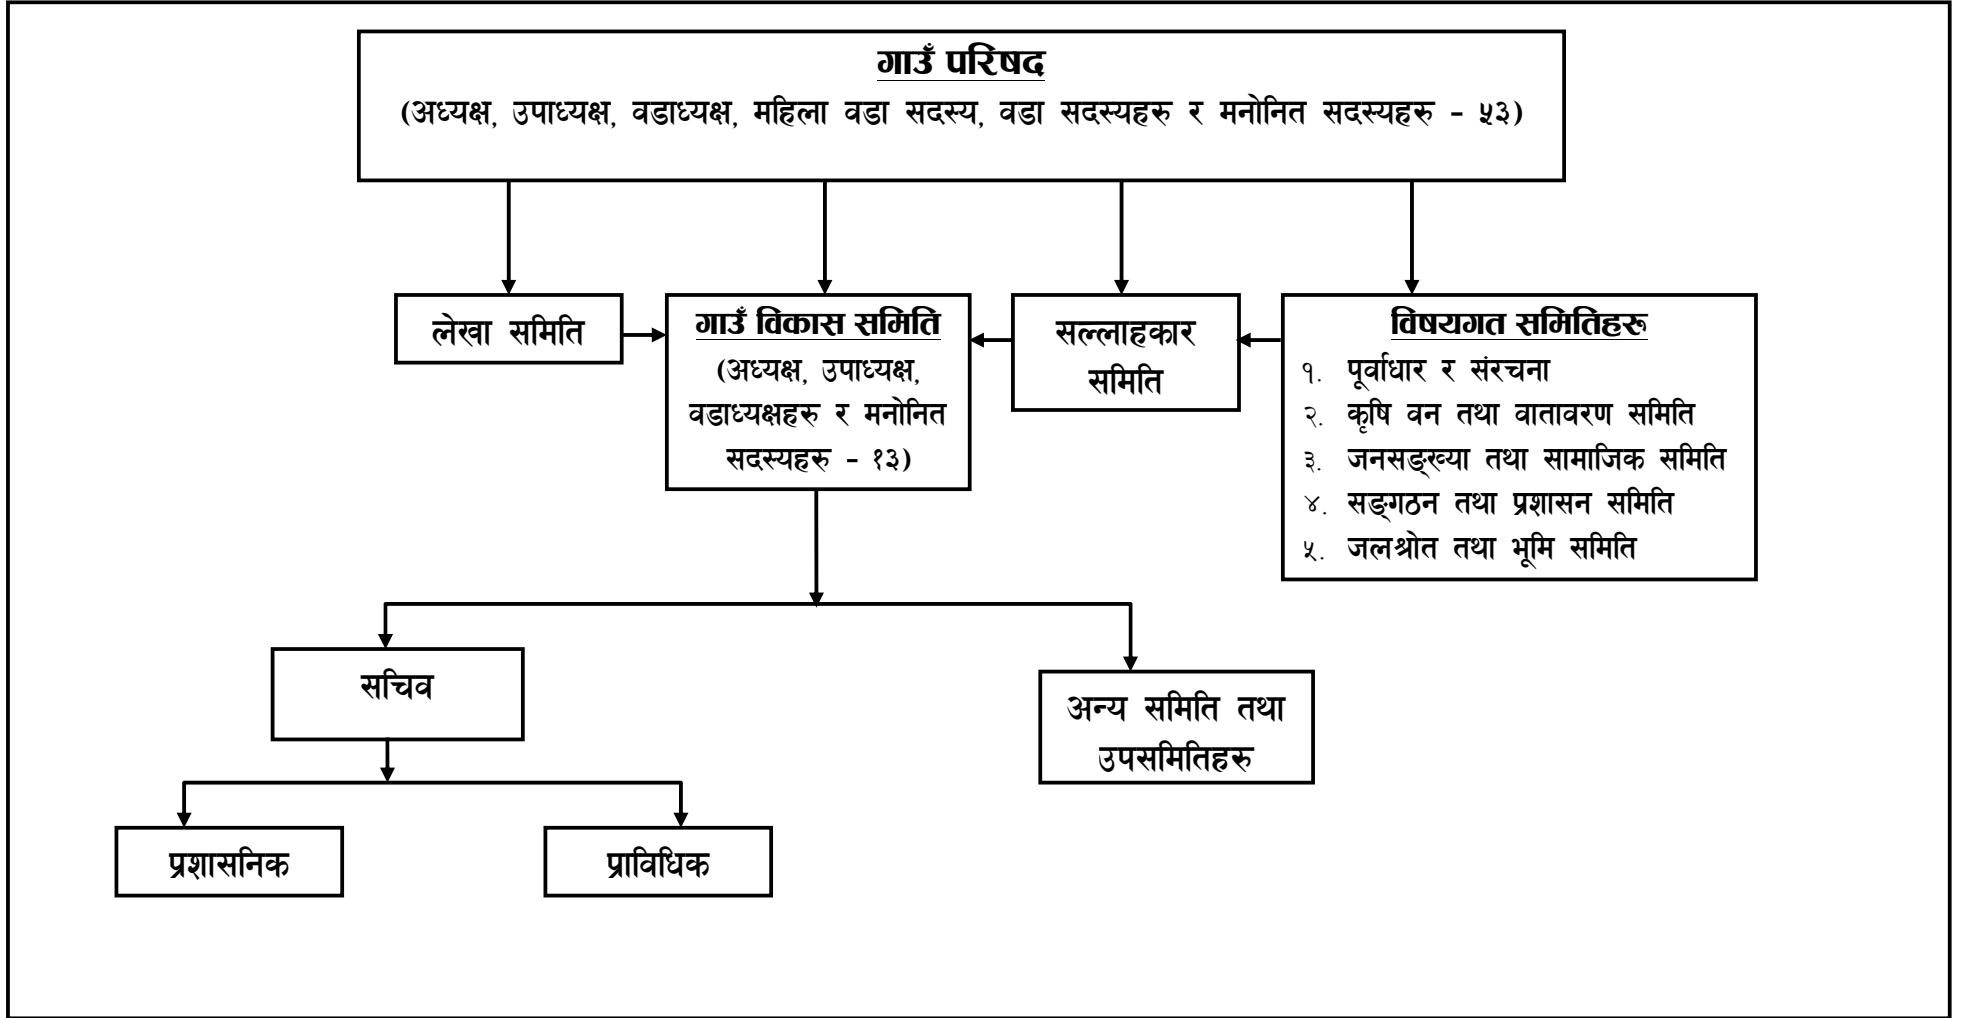 गाउँ परिषद
(अध्यक्ष, उपाध्यक्ष, वडाध्यक्ष, महिला वडा सदस्य, वडा सदस्यहरु र मनोनित सदस्यहरु - ५३)
लेखा समिति
गाउँ विकास समिति
(अध्यक्ष, उपाध्यक्ष,
वडाध्यक्षहरु र मनोनित
सदस्यहरु - १३)
सल्लाहकार
समिति
विषयगत समितिहरु
१. पूर्वाधार र संरचना
२. कृषि वन तथा वातावरण समिति
३. जनसङ्ख्या तथा सामाजिक समिति
४. सङ्गठन तथा प्रशासन समिति
५. जलश्रोत तथा भूमि समिति
सचिव
अन्य समिति तथा
उपसमितिहरु
प्रशासनिक
प्राविधिक